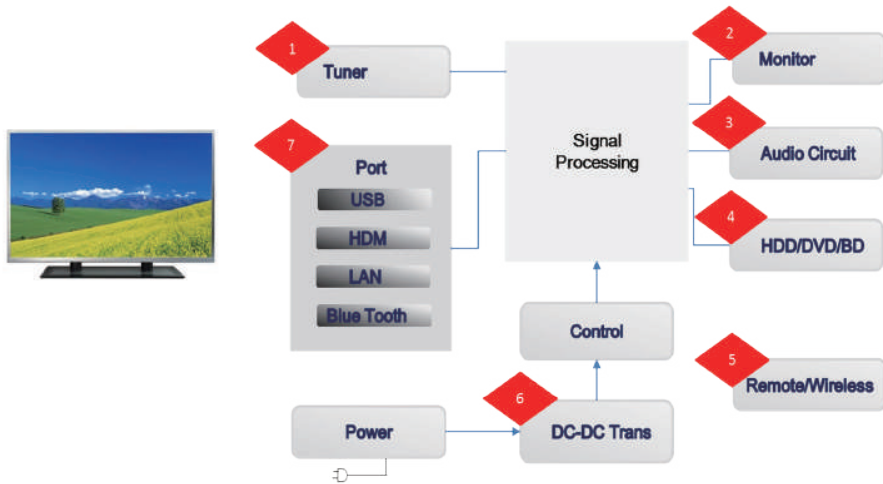 1
Tuner
7
Port
USB
HDM
LAN
Blue Tooth
Signal
Processing
2
Monitor
3
Audio Circuit
4
HDD/DVD/BD
Control
5
Remote/Wireless
Power
6
DC-DC Trans